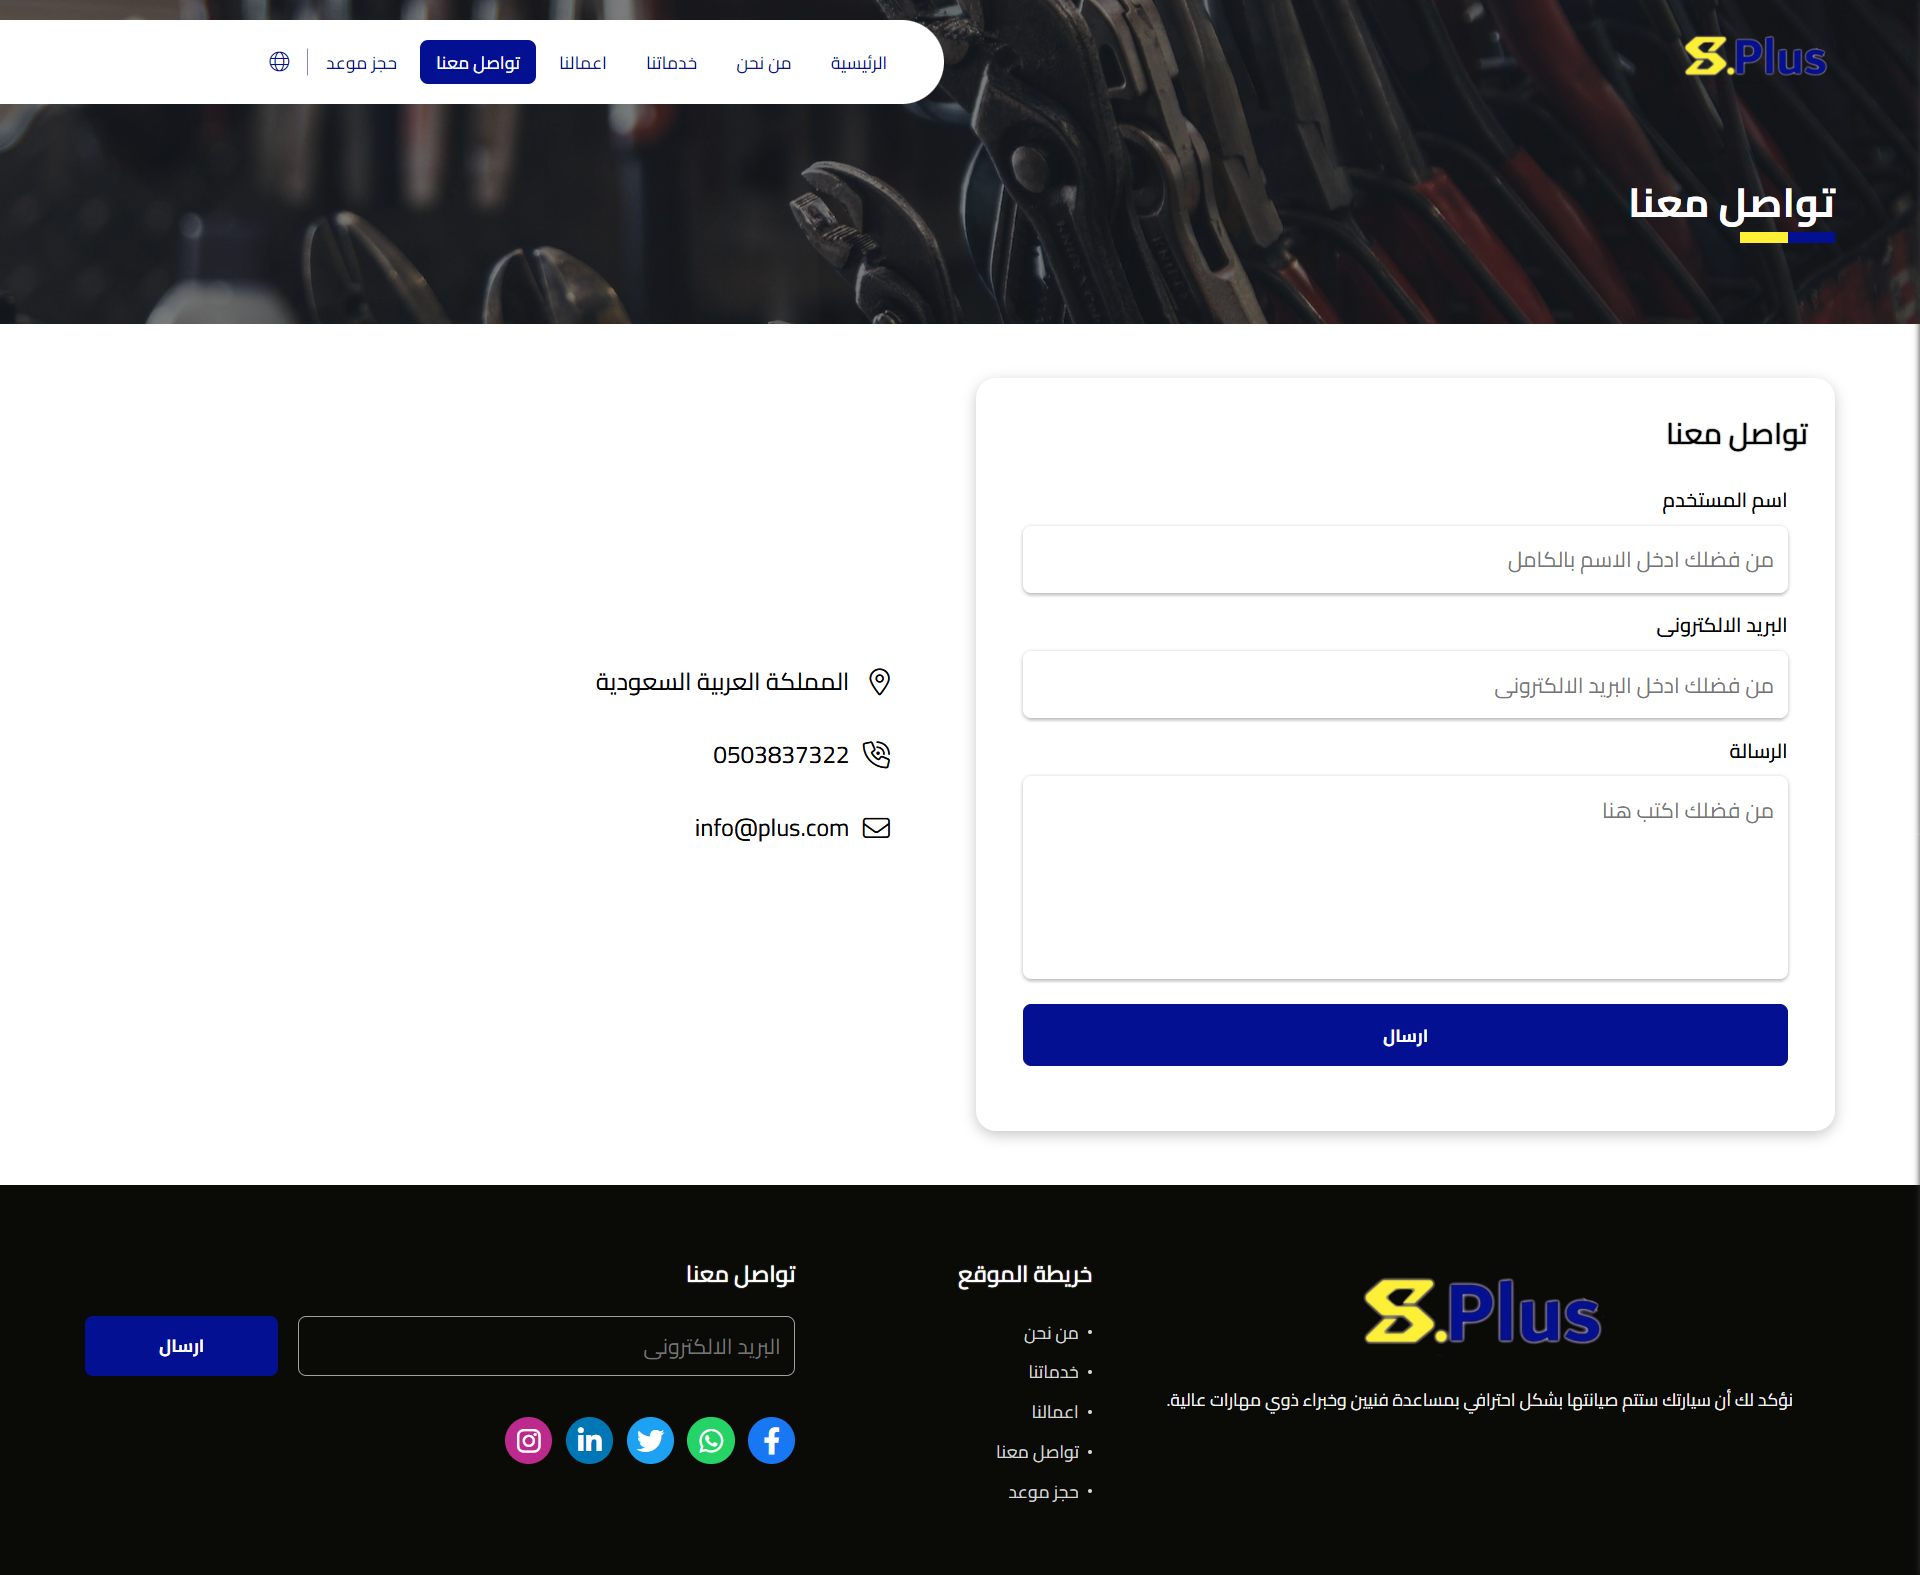 S.Plus
الرئيسية
من نحن
خدماتنا
اعمالنا
تواصل معنا
حجز موعد
تواصل معنا
تواصل معنا
اسم المستخدم
من فضلك ادخل الاسم بالكامل
البريد الالكترونى
من فضلك ادخل البريد الالكترونى
الرسالة
من فضلك اكتب هنا
ارسال
المملكة العربية السعودية
0503837322
info@plus.com
S.Plus
نؤكد لك أن سيارتك ستتم صيانتها بشكل احترافي بمساعدة فنيين وخبراء ذوي مهارات عالية.
خريطة الموقع
من نحن
خدماتنا
اعمالنا
تواصل معنا
حجز موعد
تواصل معنا
البريد الالكترونى
ارسال